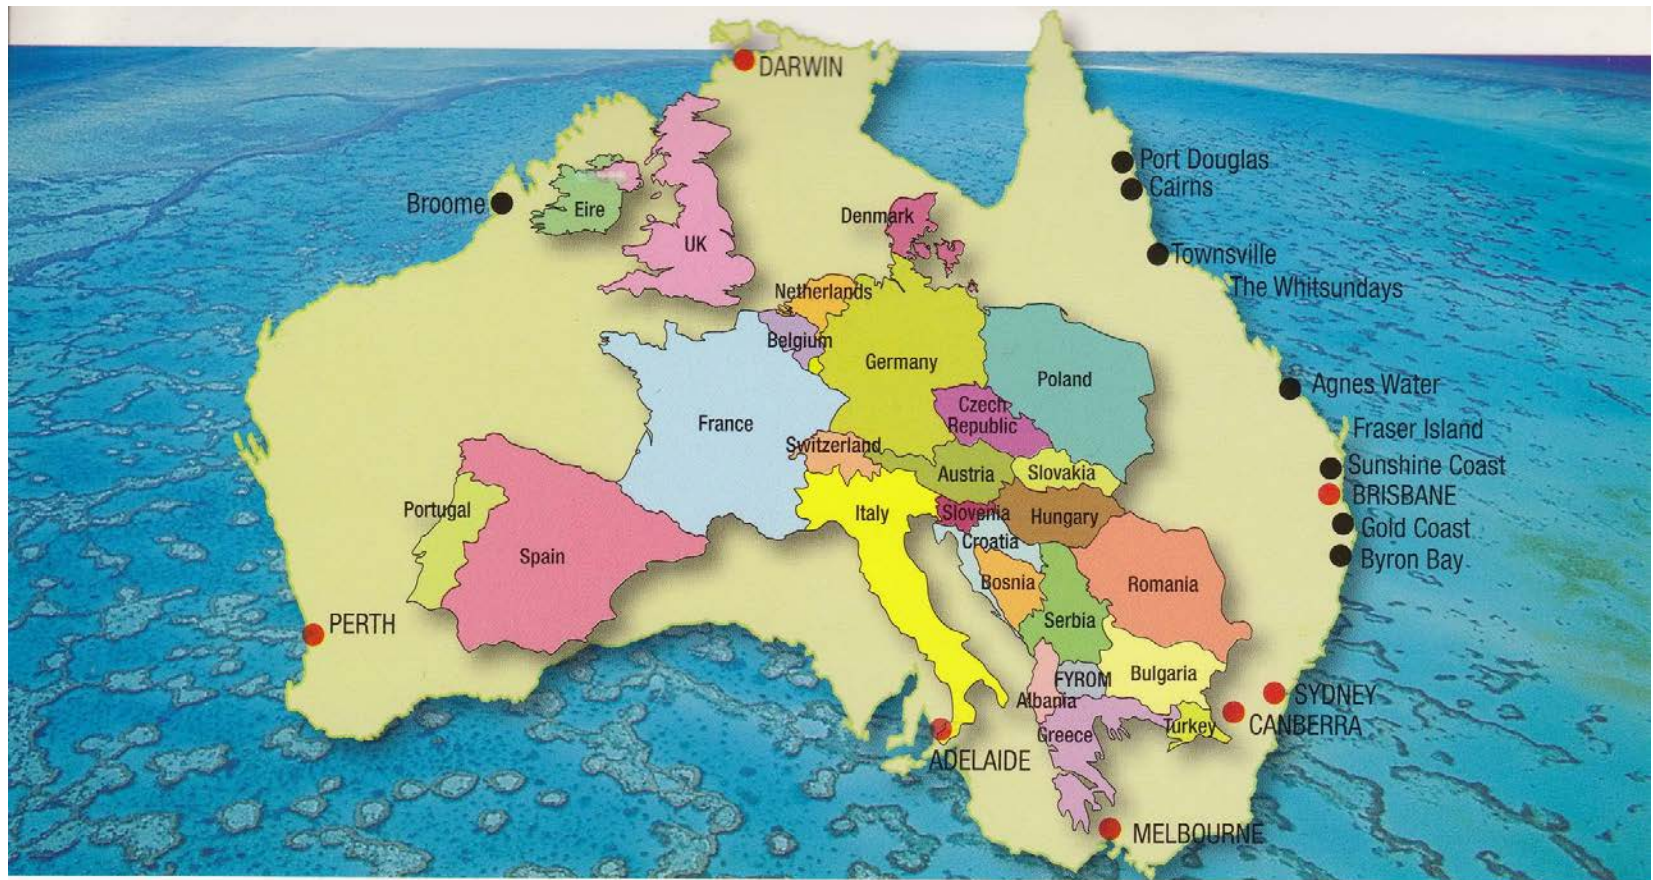 DARWIN
Port Douglas
Cairns
Broome
Eire
Denmark
UK
Townsville
The Whitsundays
Netherlands
Belgium
Germany
Poland
Agnes Water
Czech
Republic
France
Fraser Island
Switzerland
Austria
Slovakia
Sunshine Coast
BRISBANE
Portugal
Italy
Slovenia
Hungary
Gold Coast
Croatia
Spain
Byron Bay
Bosnia
Romania
PERTH
Serbia
FYROM
Bulgaria
SYDNEY
Albania
Turkey
CANBERRA
Greece
ADELAIDE
MELBOURNE